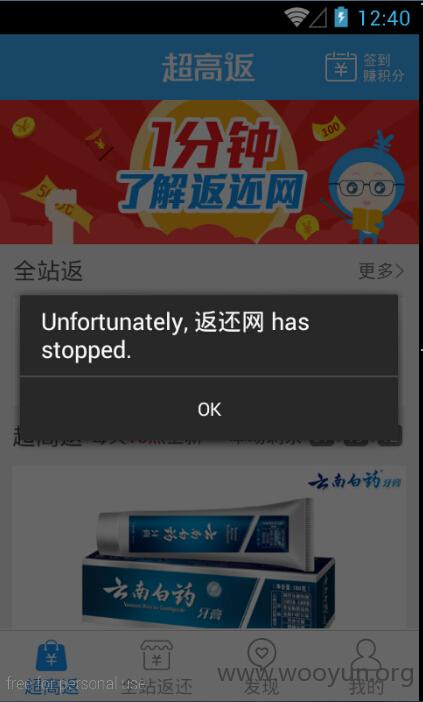 12:40
超高返
签到
赚积分
1分钟
了解返还网
100
全站返
更多>
Unfortunately, 返还网 has
stopped.
OK
超高返
云南白药牙膏
云南白药
牙膏
超高返
全站返还
发现
我的
free for personal use
www.wooyun.org